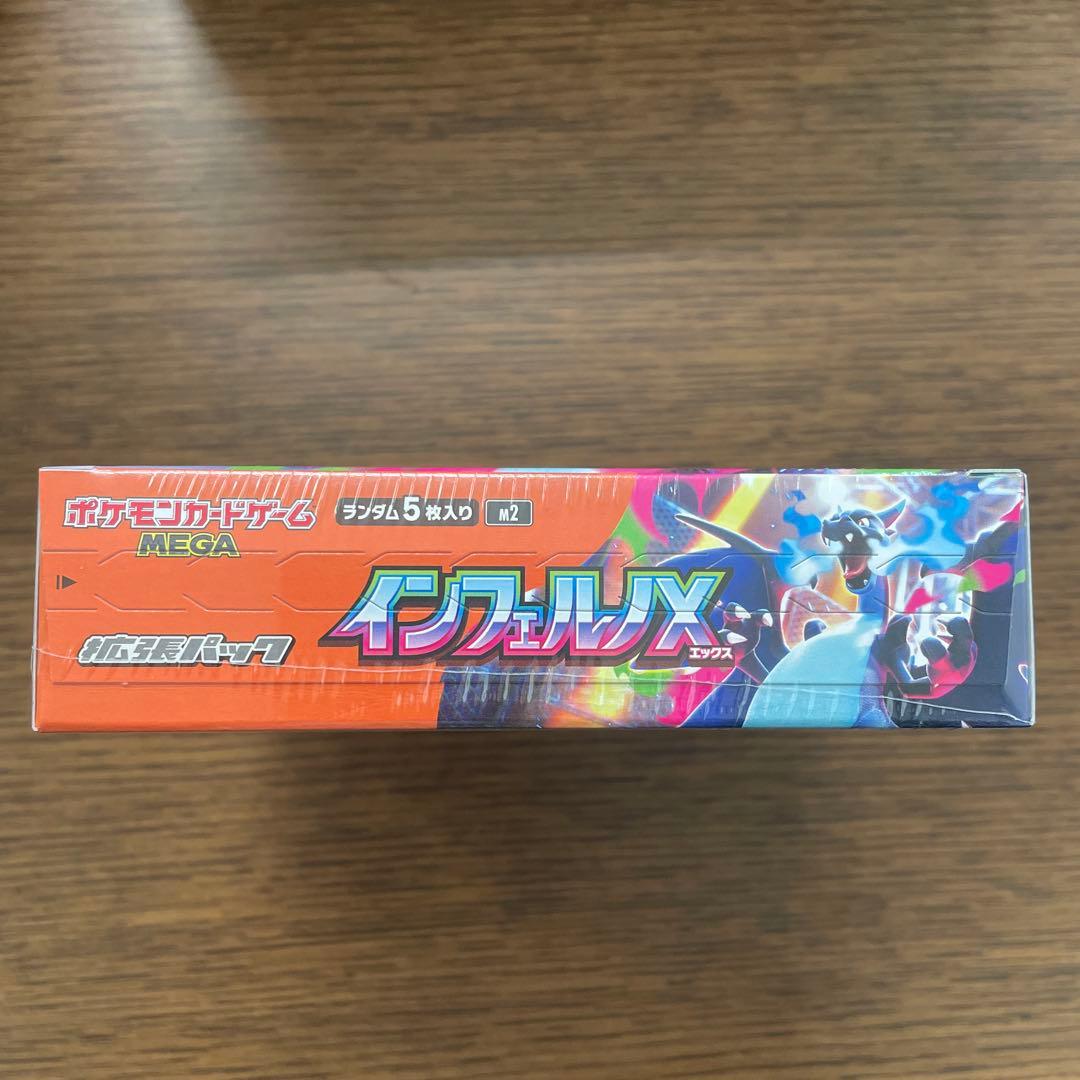 ポケモンカードゲーム
MEGA
ランダム5枚入り
M2
インフェルノX
エックス
拡張パック